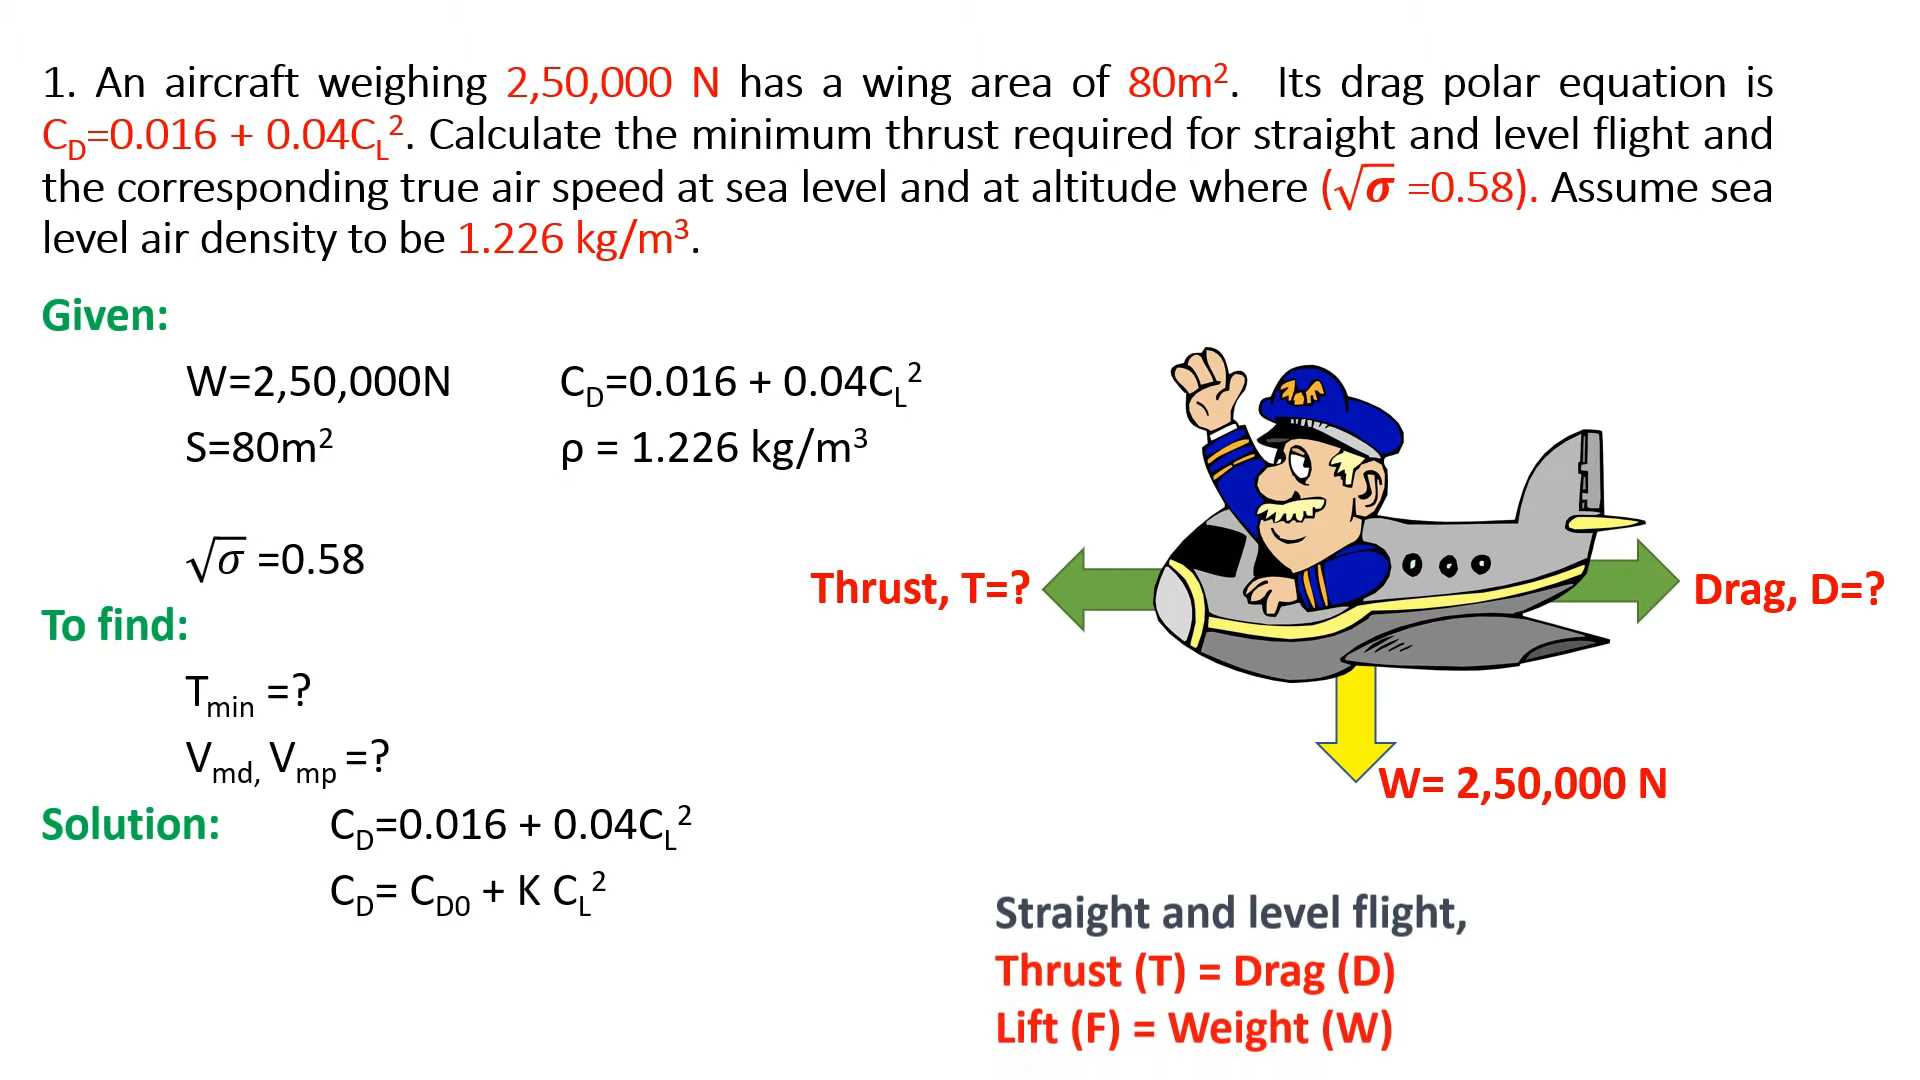 1. An aircraft weighing 2,50,000 N has a wing area of 80m². Its drag polar equation is
C_D=0.016 + 0.04C_L². Calculate the minimum thrust required for straight and level flight and
the corresponding true air speed at sea level and at altitude where (√σ =0.58). Assume sea
level air density to be 1.226 kg/m³.
Given:
W=2,50,000N C_D=0.016 + 0.04C_L²
S=80m² ρ = 1.226 kg/m³
√σ =0.58
Thrust, T=?
Drag, D=?
To find:
T_min =?
V_md, V_mp =?
W= 2,50,000 N
Solution: C_D=0.016 + 0.04C_L²
C_D= C_D0 + K C_L²
Straight and level flight,
Thrust (T) = Drag (D)
Lift (F) = Weight (W)